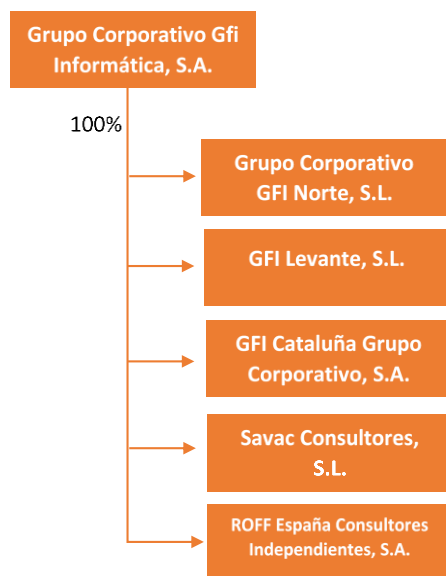 Grupo Corporativo Gfi
Informática, S.A.
100%
Grupo Corporativo
GFI Norte, S.L.
GFI Levante, S.L.
GFI Cataluña Grupo
Corporativo, S.A.
Savac Consultores,
S.L.
ROFF España Consultores
Independientes, S.A.